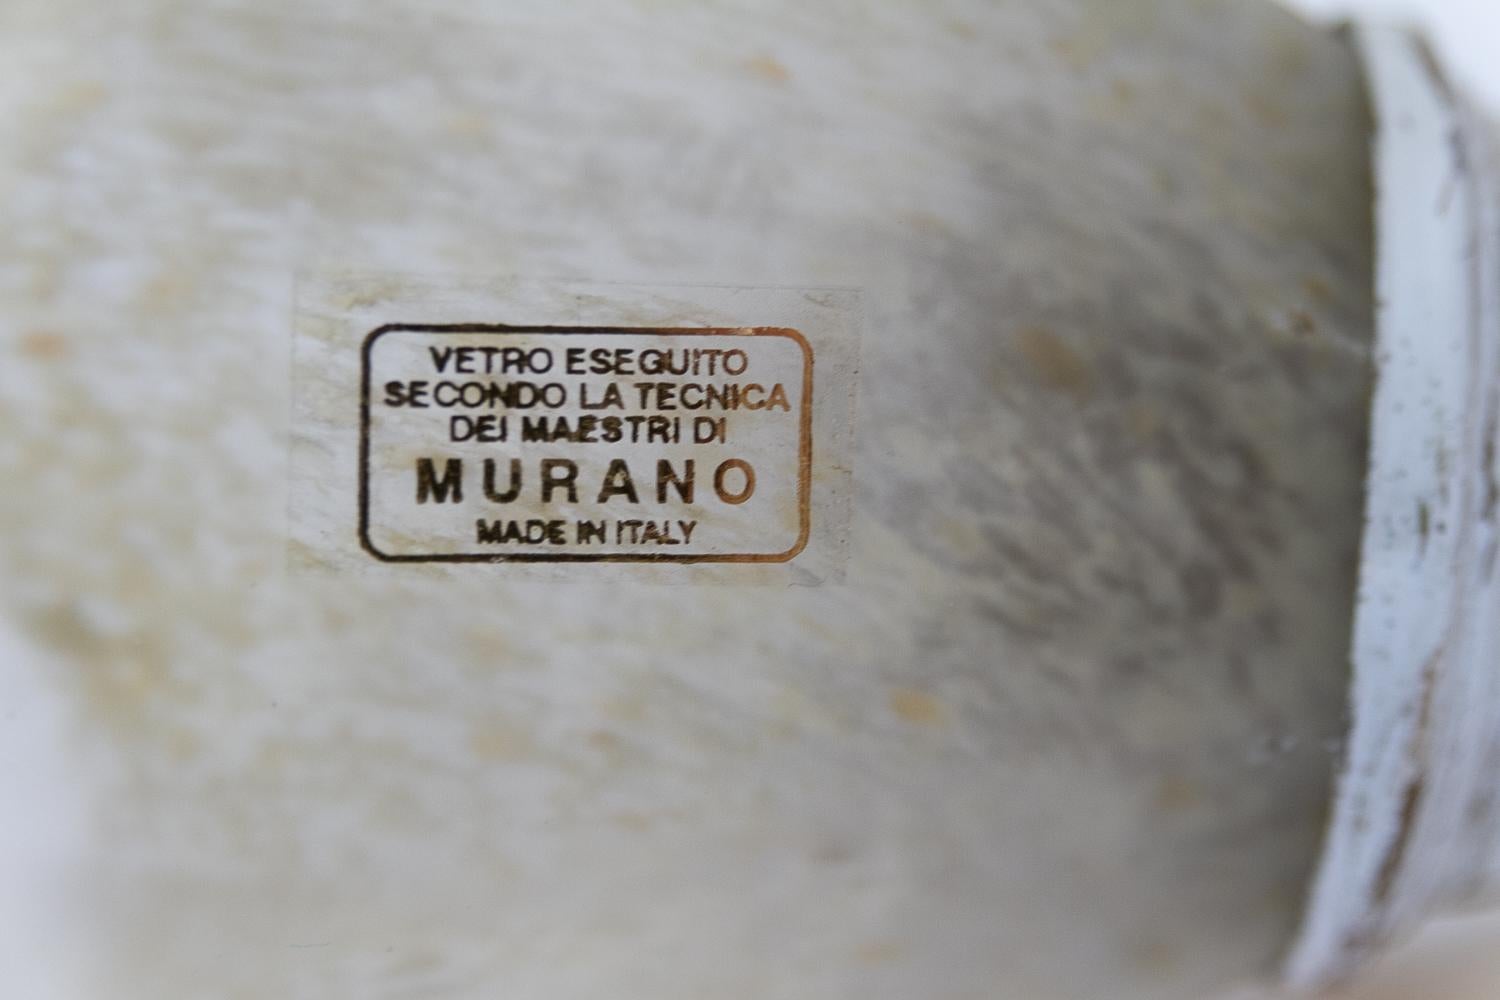 VETRO ESEGUITO
SECONDO LA TECNICA
DEI MAESTRI DI
MURANO
MADE IN ITALY